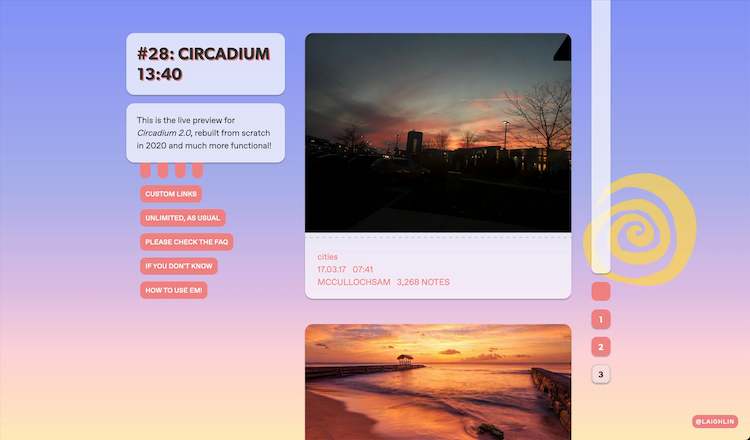 #28: CIRCADIUM
13:40
This is the live preview for
Circadium 2.0, rebuilt from scratch
in 2020 and much more functional!
CUSTOM LINKS
UNLIMITED, AS USUAL
PLEASE CHECK THE FAQ
IF YOU DON'T KNOW
HOW TO USE EM!
cities
17.03.17 07:41
MCCULLOCHSAM 3,268 NOTES
1
2
3
@LAIGHLIN